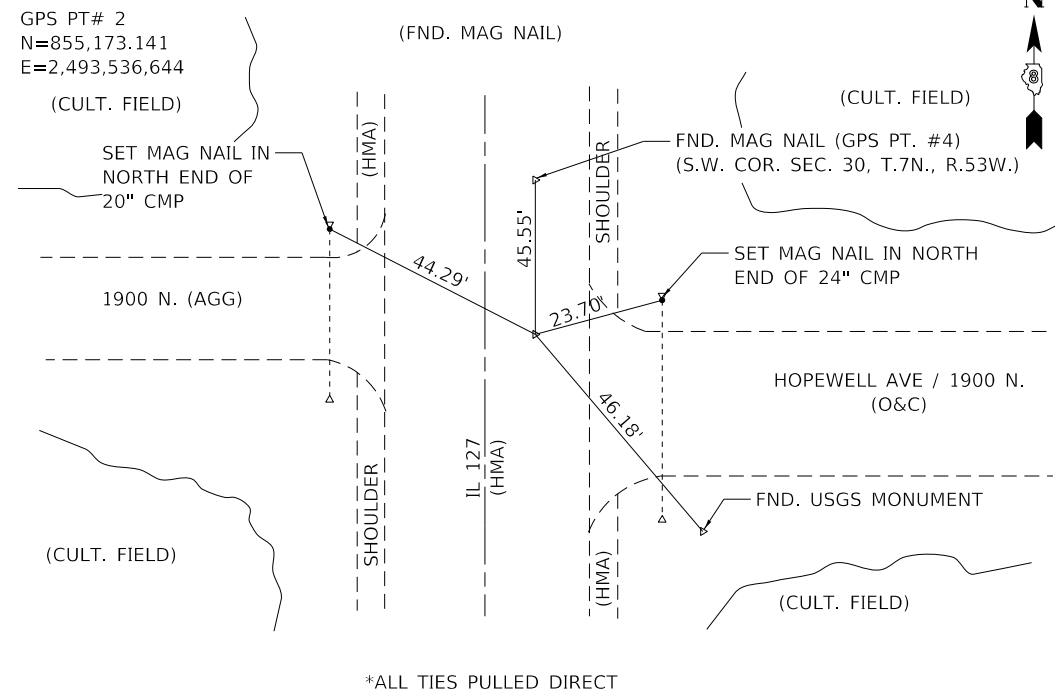 GPS PT# 2
N=855,173.141
E=2,493,536,644
(FND. MAG NAIL)
N
8
(CULT. FIELD)
(CULT. FIELD)
SET MAG NAIL IN
NORTH END OF
20" CMP
(HMA)
SHOULDER
FND. MAG NAIL (GPS PT. #4)
(S.W. COR. SEC. 30, T.7N., R.53W.)
45.55'
44.29'
23.70'
SET MAG NAIL IN NORTH
END OF 24" CMP
1900 N. (AGG)
HOPEWELL AVE / 1900 N.
(O&C)
46.18'
IL 127
(HMA)
SHOULDER
FND. USGS MONUMENT
(CULT. FIELD)
(HMA)
(CULT. FIELD)
*ALL TIES PULLED DIRECT